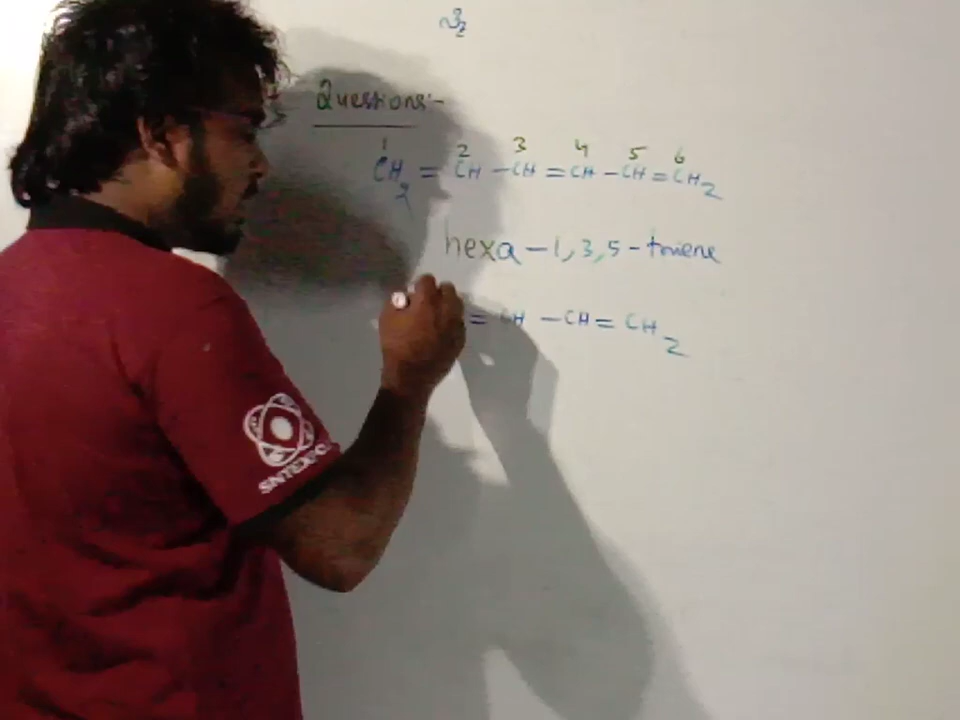 Questions:-
1 2 3 4 5 6
CH2 = CH - CH = CH - CH = CH2
hexa - 1, 3, 5 - triene
= CH - CH = CH2